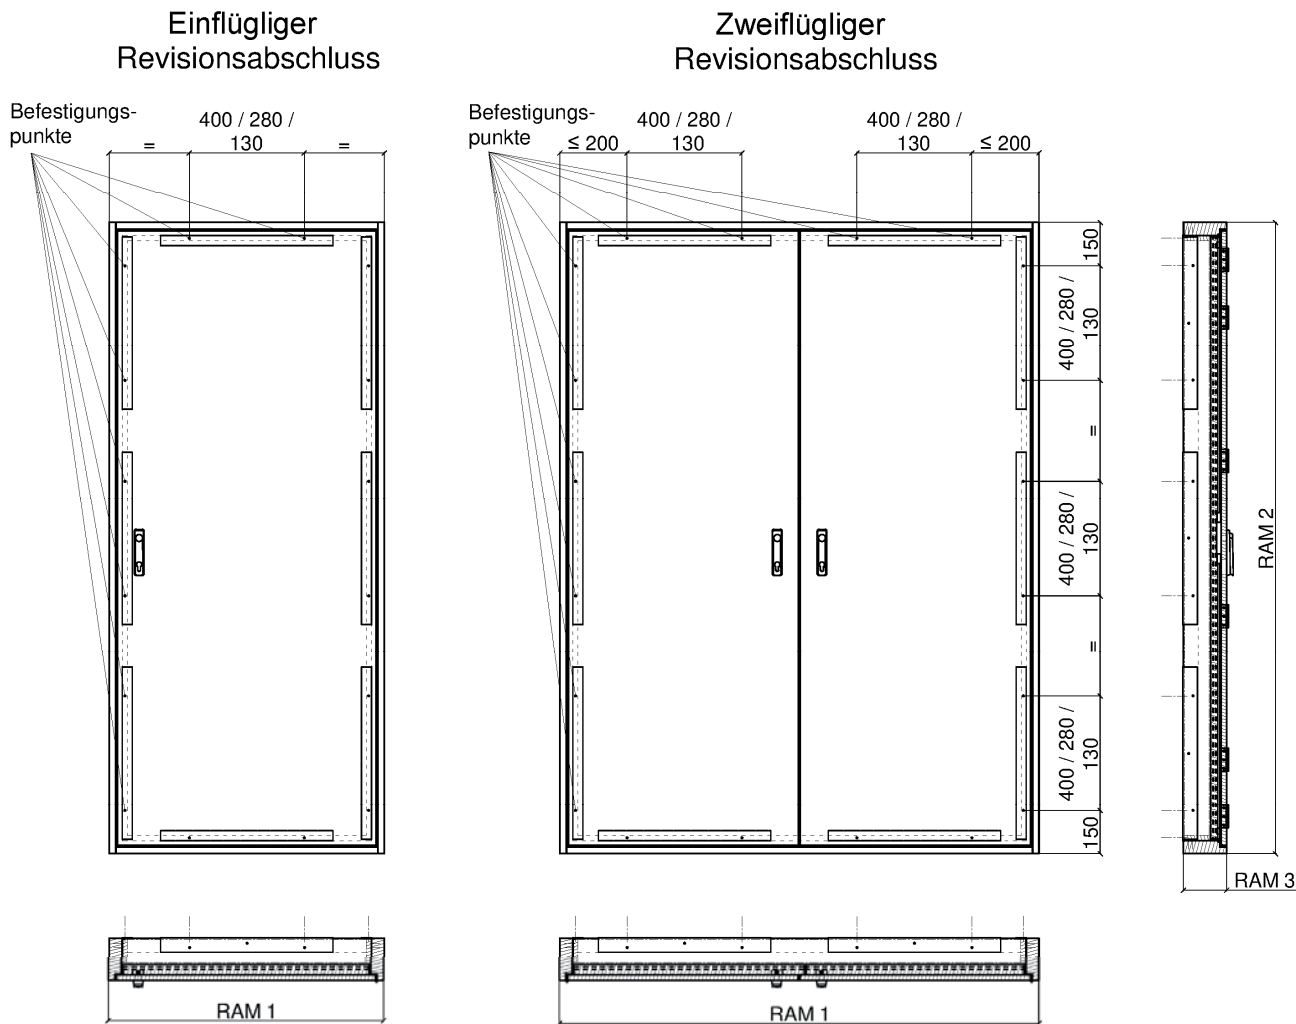 Einflügliger
Revisionsabschluss
Zweiflügliger
Revisionsabschluss
Befestigungs-
punkte
400 / 280 /
= 130 =
Befestigungs-
punkte
400 / 280 /
≤ 200 130
400 / 280 /
130 ≤ 200
150
400 / 280 /
130
=
400 / 280 /
130
=
400 / 280 /
130
150
RAM 2
RAM 3
RAM 1
RAM 1